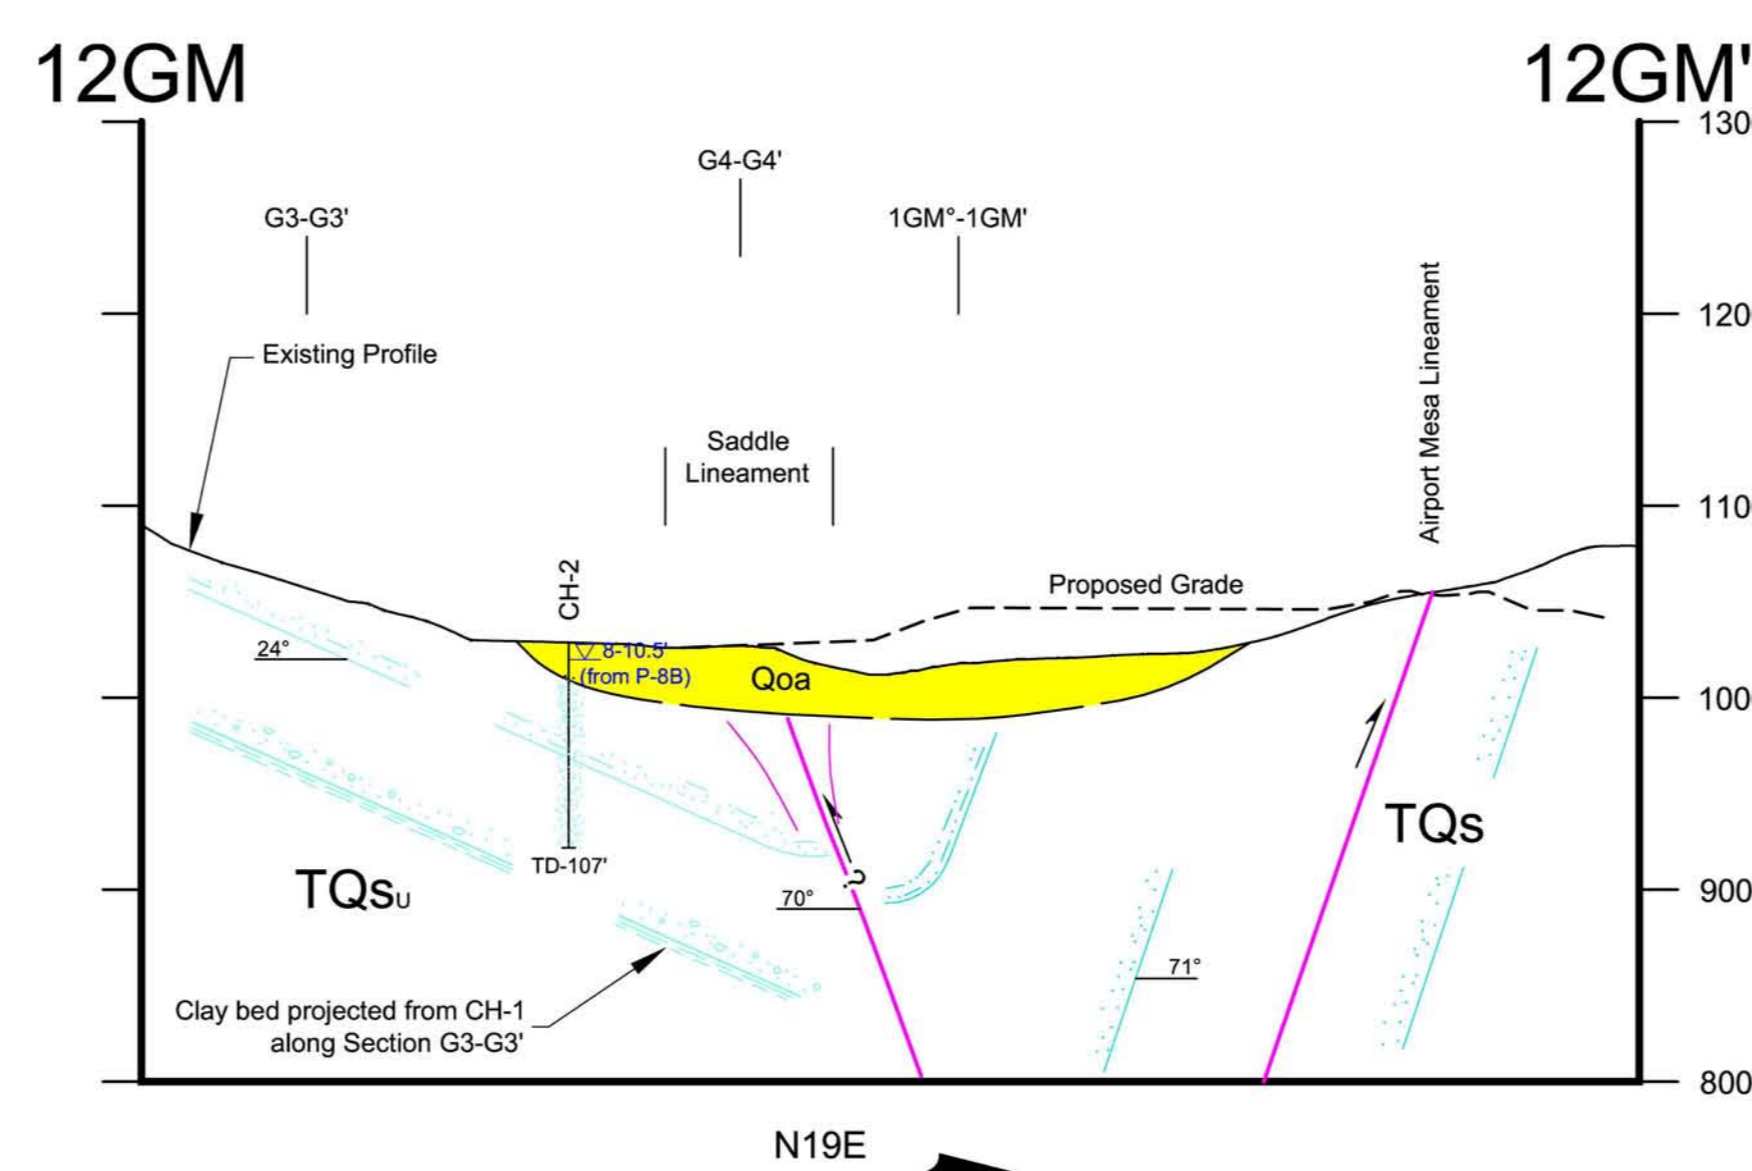 12GM
12GM'
130
G4-G4'
G3-G3'
1GM°-1GM'
120
Existing Profile
Airport Mesa Lineament
Saddle
Lineament
110
CH-2
Proposed Grade
24°
8-10.5'
(from P-8B)
Qoa
100
TQs
TD-107'
TQsU
?
70°
900
71°
Clay bed projected from CH-1
along Section G3-G3'
800
N19E